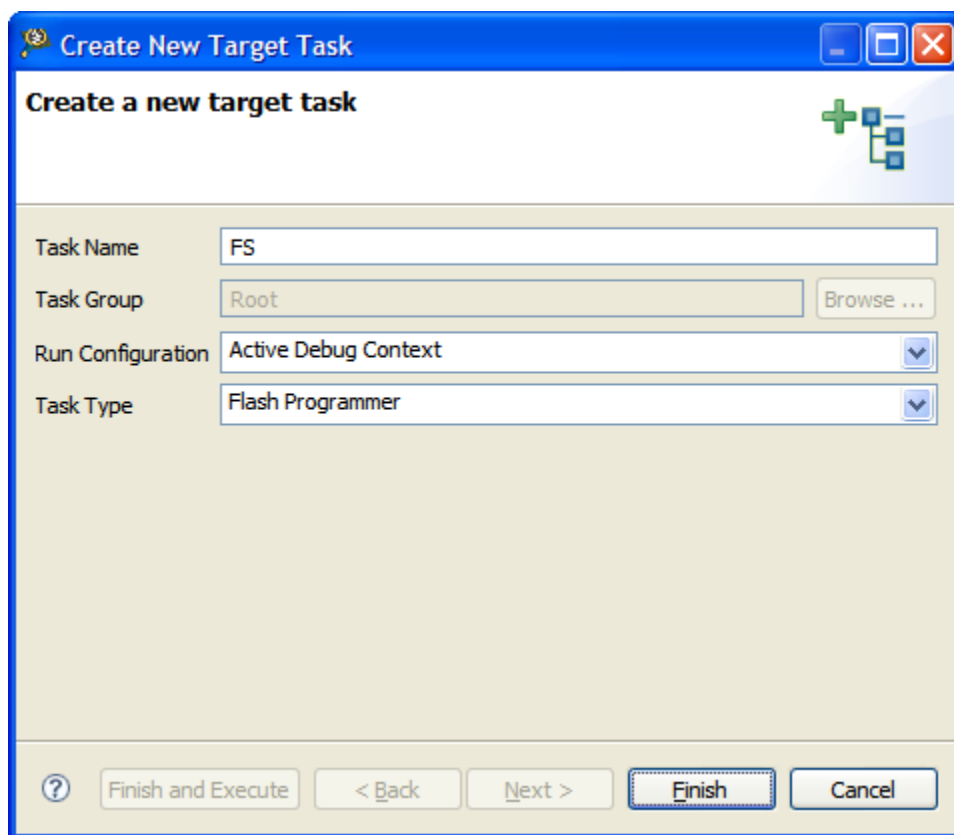 Create New Target Task
Create a new target task
Task Name FS
Task Group Root Browse ...
Run Configuration Active Debug Context
Task Type Flash Programmer
? Finish and Execute < Back Next > Finish Cancel